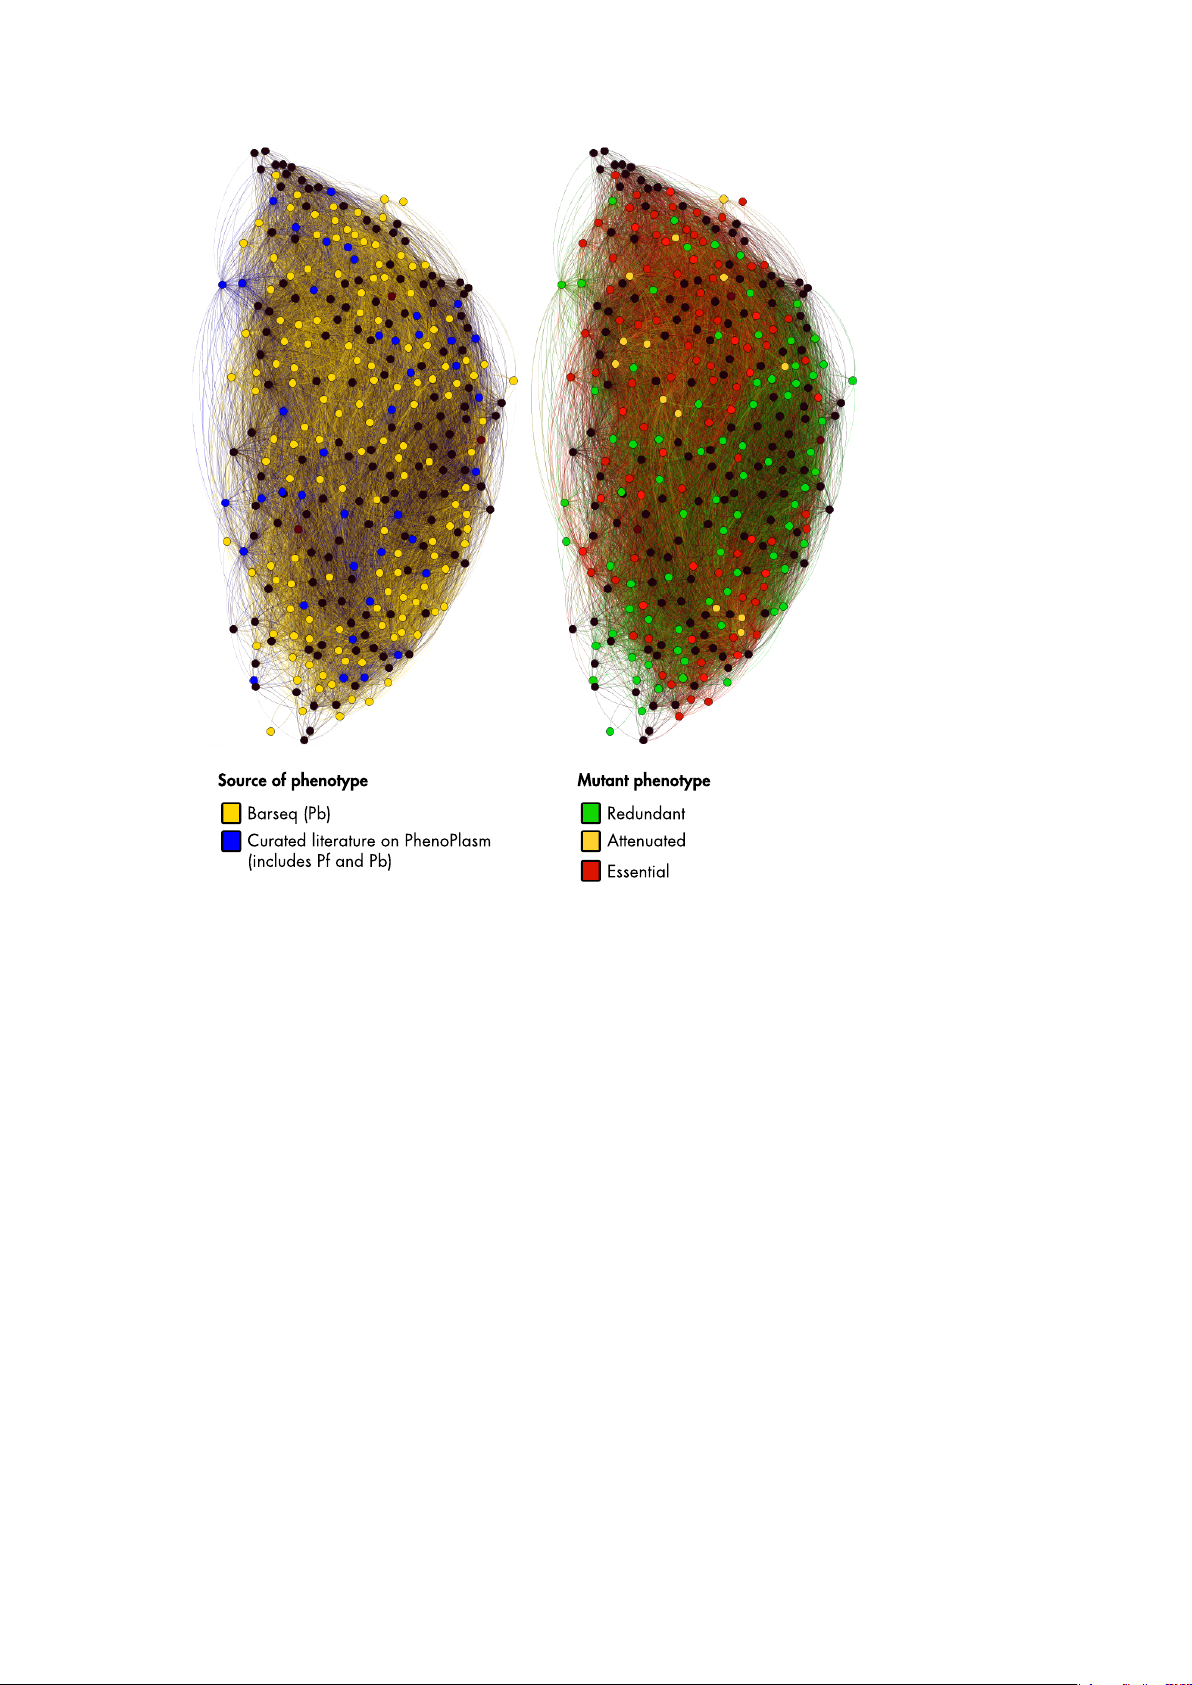 Source of phenotype
Barseq (Pb)
Curated literature on PhenoPlasm
(includes Pf and Pb)
Mutant phenotype
Redundant
Attenuated
Essential